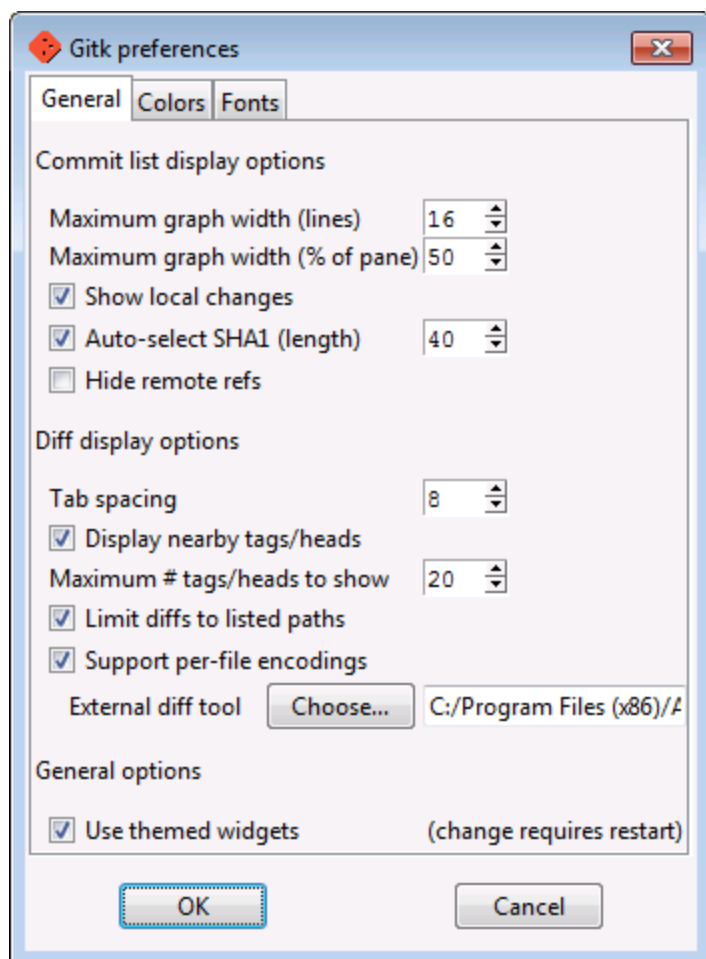 Gitk preferences
General Colors Fonts
Commit list display options
Maximum graph width (lines) 16
Maximum graph width (% of pane) 50
Show local changes
Auto-select SHA1 (length) 40
Hide remote refs
Diff display options
Tab spacing 8
Display nearby tags/heads
Maximum # tags/heads to show 20
Limit diffs to listed paths
Support per-file encodings
External diff tool Choose... C:/Program Files (x86)/A
General options
Use themed widgets (change requires restart)
OK Cancel